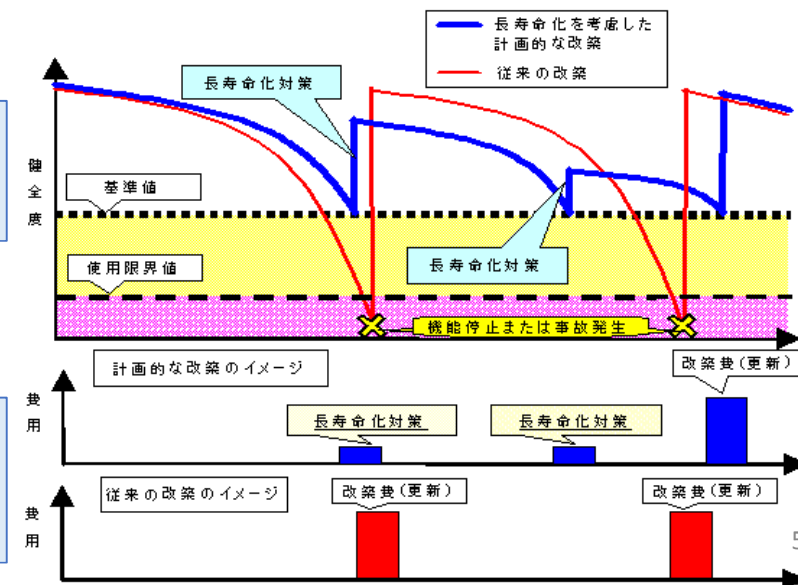 長寿命化を考慮した
計画的な改築
従来の改築
長寿命化対策
健全度
基準値
使用限界値
長寿命化対策
機能停止または事故発生
計画的な改築のイメージ
改築費(更新)
費用
長寿命化対策
長寿命化対策
従来の改築のイメージ
改築費(更新)
改築費(更新)
費用
5